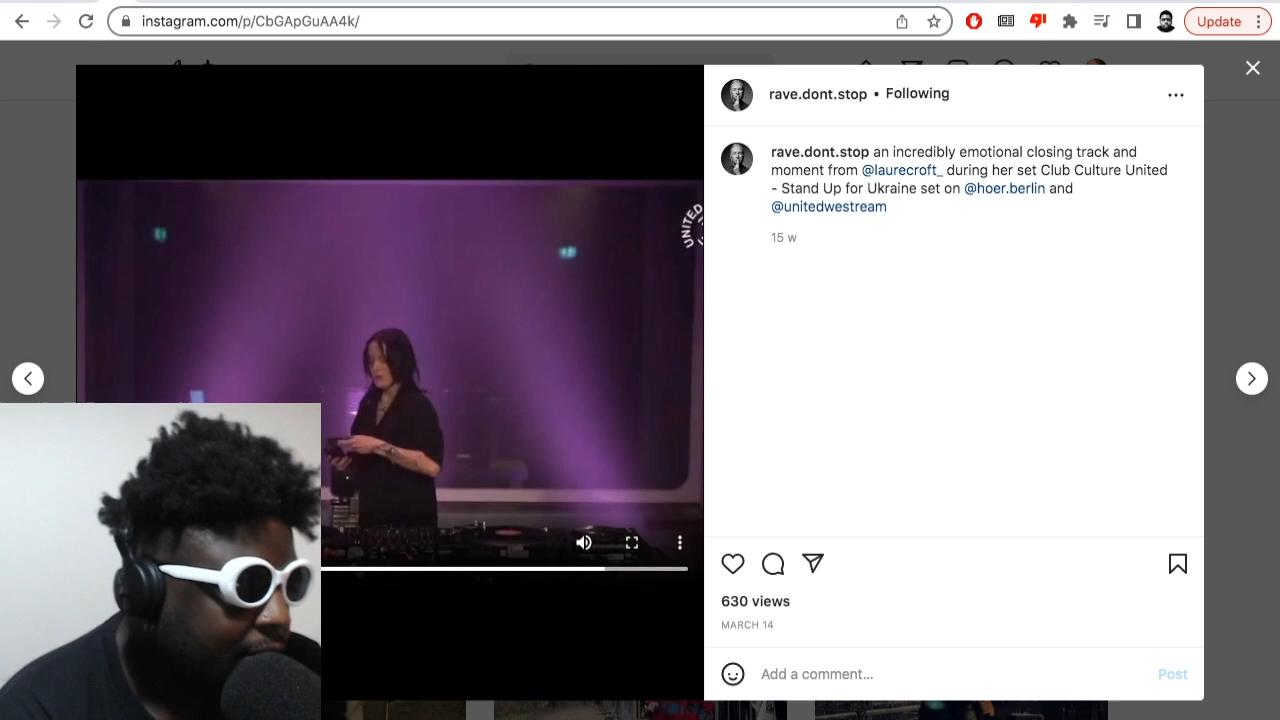 instagram.com/p/CbGApGuAA4k/
Update
rave.dont.stop • Following
rave.dont.stop an incredibly emotional closing track and
moment from @laurecroft_ during her set Club Culture United
- Stand Up for Ukraine set on @hoer.berlin and
@unitedwestream
15 w
UNITED
630 views
MARCH 14
Add a comment...
Post